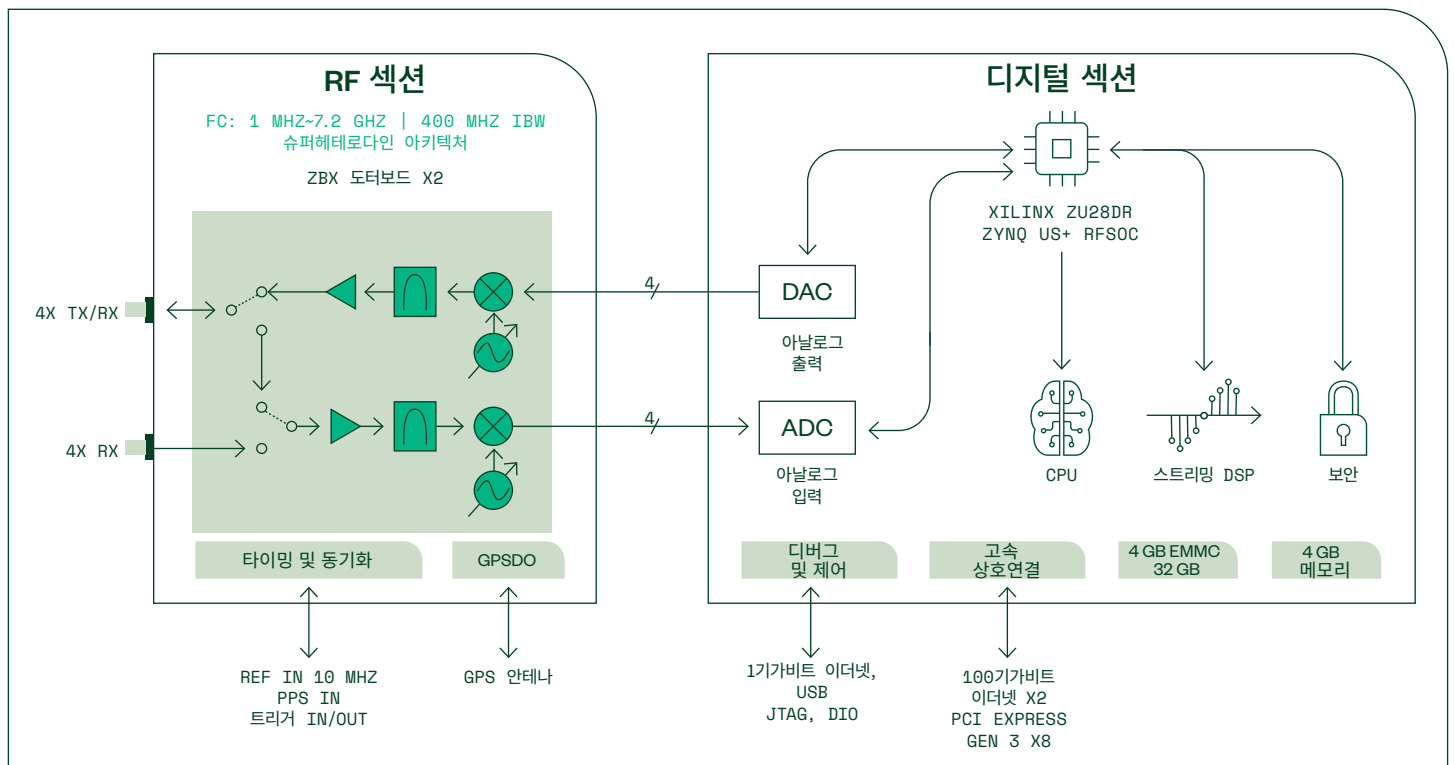 RF 섹션
FC: 1 MHZ~7.2 GHZ | 400 MHZ IBW
슈퍼헤테로다인 아키텍처
ZBX 도터보드 X2
4X TX/RX
4X RX
4
4
타이밍 및 동기화
GPSDO
REF IN 10 MHZ
PPS IN
트리거 IN/OUT
GPS 안테나
디지털 섹션
XILINX ZU28DR
ZYNQ US+ RFSOC
DAC
아날로그
출력
ADC
아날로그
입력
CPU
스트리밍 DSP
보안
디버그
및 제어
고속
상호연결
4 GB EMMC
32 GB
4 GB
메모리
1기가비트 이더넷,
USB
JTAG, DIO
100기가비트
이더넷 X2
PCI EXPRESS
GEN 3 X8